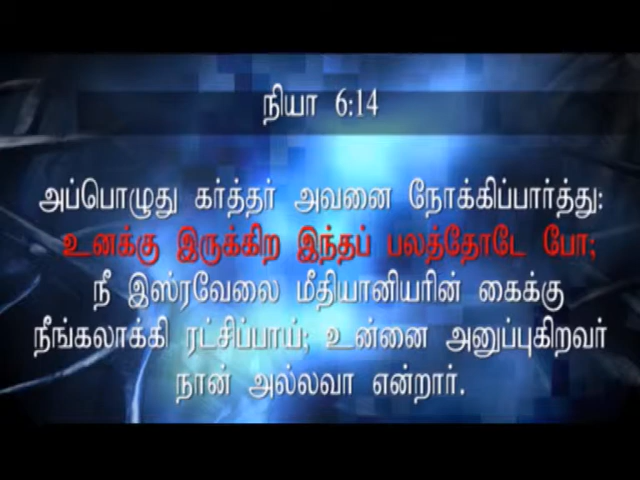 நியா 6:14
அப்பொழுது கர்த்தர் அவனை நோக்கிப்பார்த்து:
உனக்கு இருக்கிற இந்தப் பலத்தோடே போ;
நீ இஸ்ரவேலை மீதியானியரின் கைக்கு
நீங்கலாக்கி ரட்சிப்பாய்; உன்னை அனுப்புகிறவர்
நான் அல்லவா என்றார்.